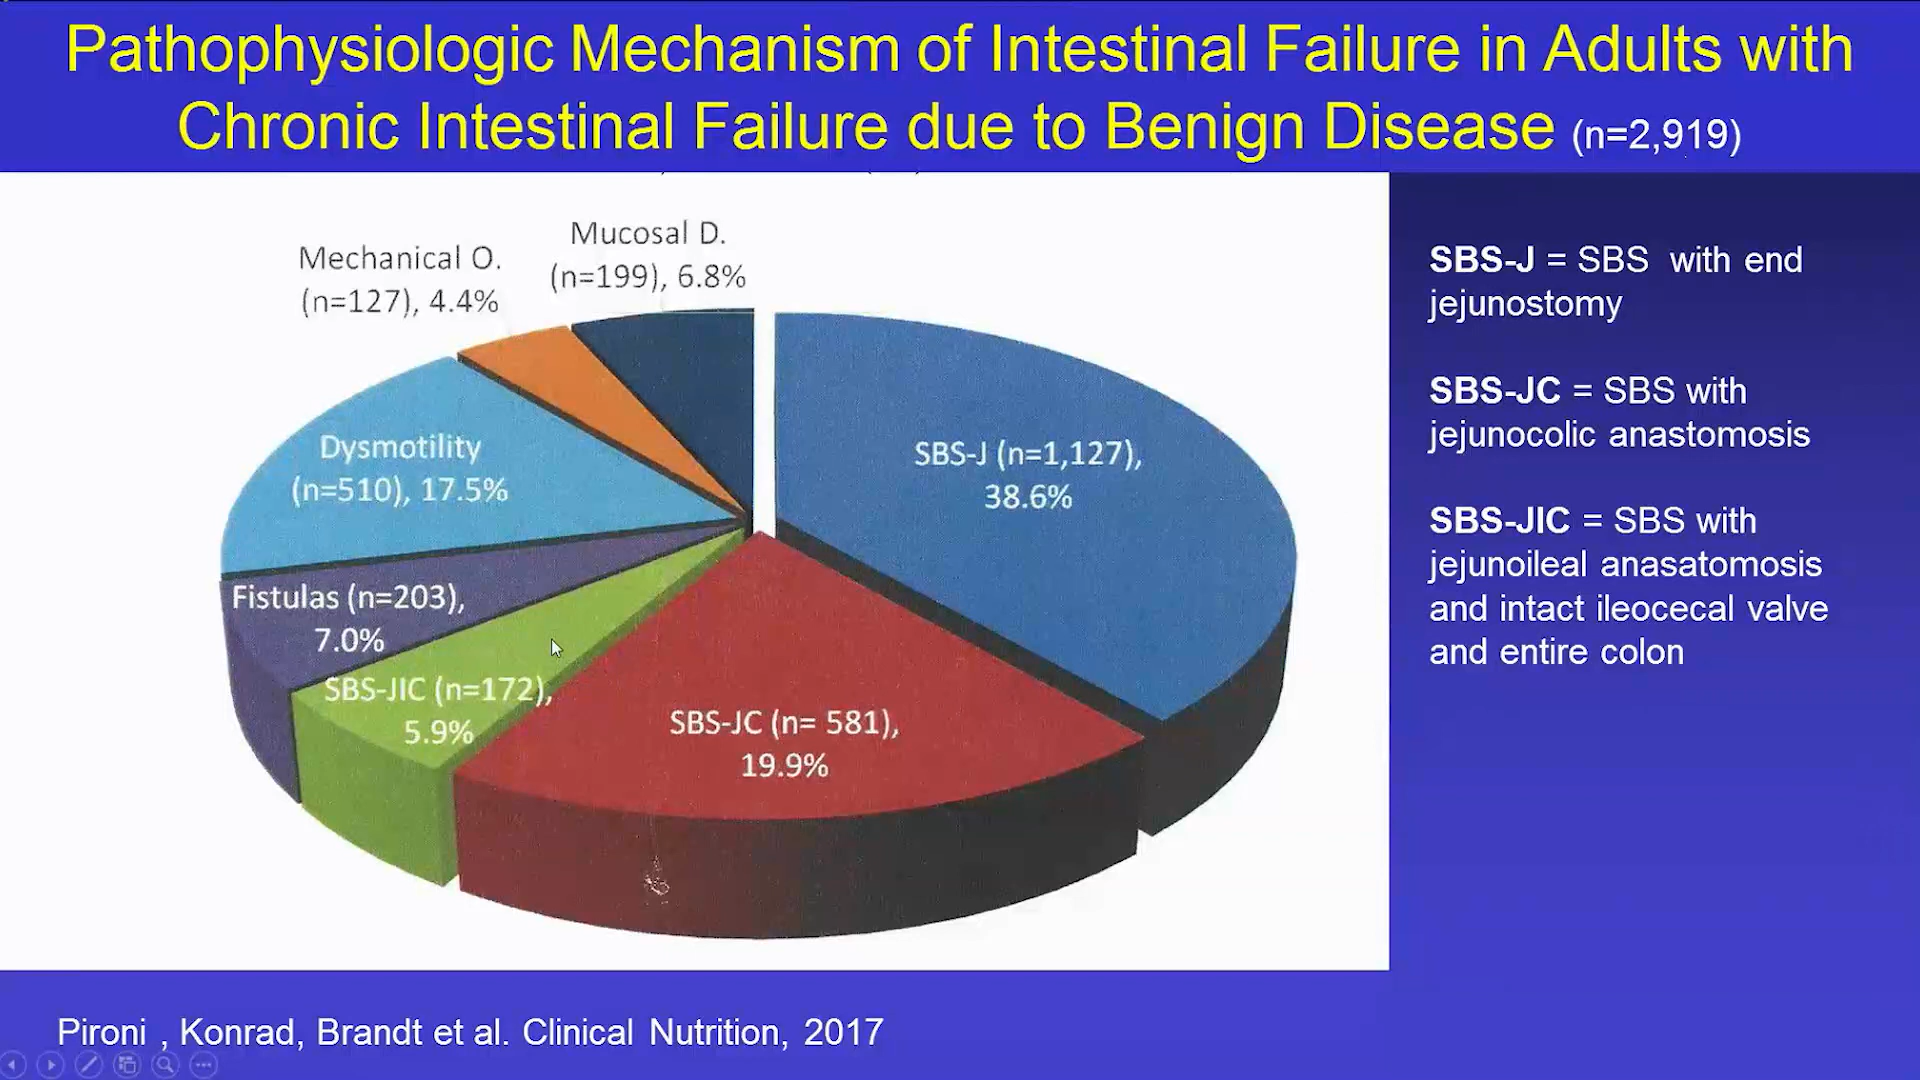 Pathophysiologic Mechanism of Intestinal Failure in Adults with
Chronic Intestinal Failure due to Benign Disease (n=2,919)
Mucosal D.
(n=199), 6.8%
Mechanical O.
(n=127), 4.4%
Dysmotility
(n=510), 17.5%
SBS-J (n=1,127),
38.6%
Fistulas (n=203),
7.0%
SBS-JIC (n=172),
5.9%
SBS-JC (n= 581),
19.9%
SBS-J = SBS with end
jejunostomy
SBS-JC = SBS with
jejunocolic anastomosis
SBS-JIC = SBS with
jejunoileal anasatomosis
and intact ileocecal valve
and entire colon
Pironi , Konrad, Brandt et al. Clinical Nutrition, 2017